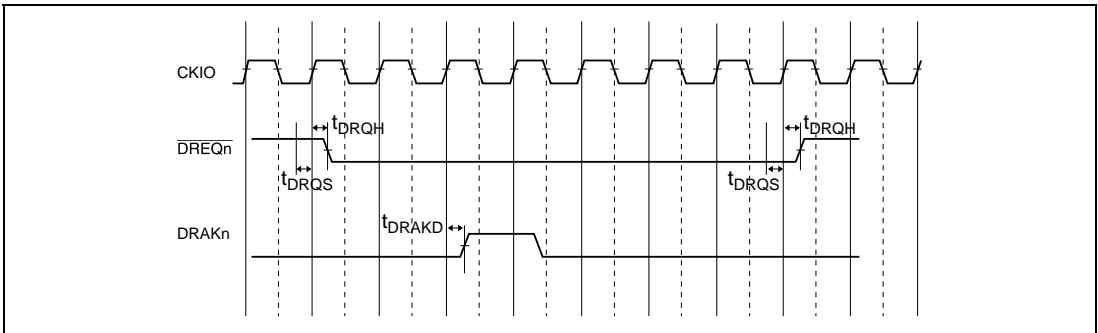 CKIO
tDRQH
tDRQH
DREQn
tDRQS
tDRQS
tDRAKD
DRAKn